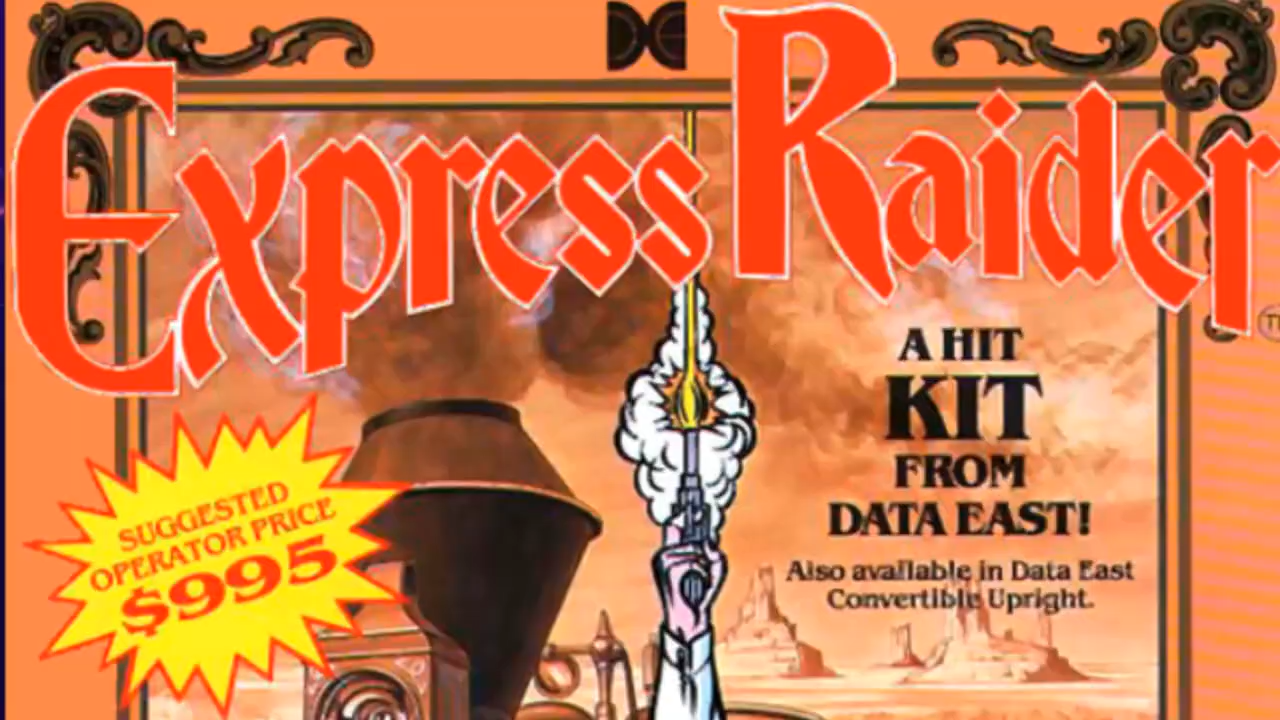 Express Raider
A HIT
KIT
FROM
DATA EAST!
Also available in Data East
Convertible Upright.
SUGGESTED
OPERATOR PRICE
$995